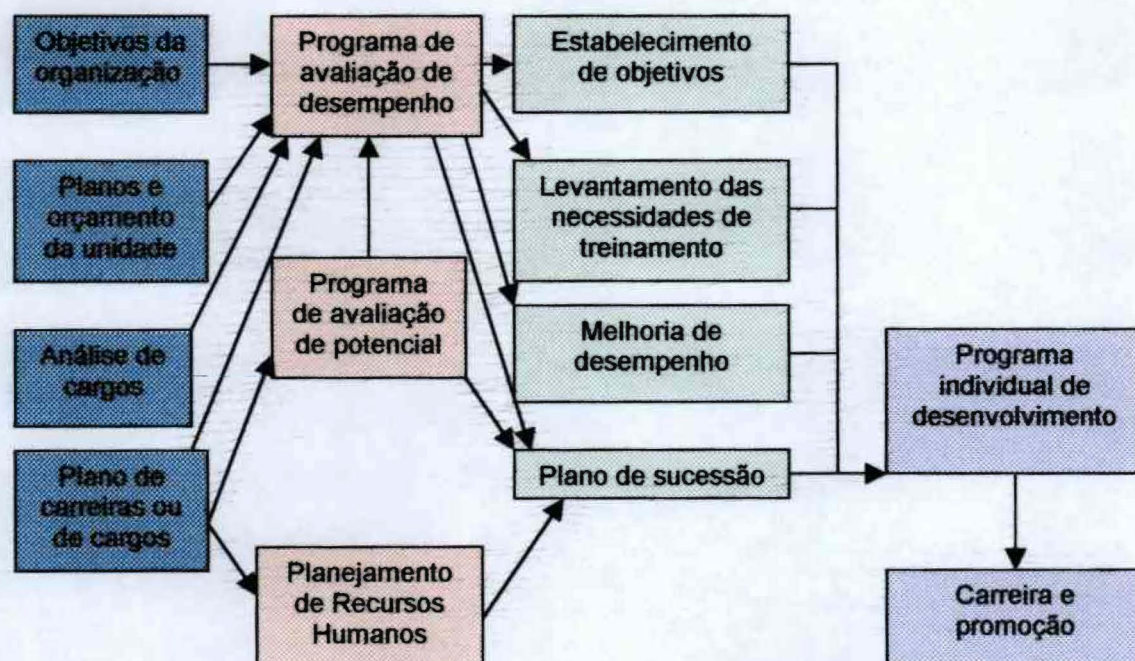 Objetivos da
organização
Planos e
orçamento
da unidade
Análise de
cargos
Plano de
carreiras ou
de cargos
Programa de
avaliação de
desempenho
Programa
de avaliação
de potencial
Planejamento
de Recursos
Humanos
Estabelecimento
de objetivos
Levantamento das
necessidades de
treinamento
Melhoria de
desempenho
Plano de sucessão
Programa
individual de
desenvolvimento
Carreira e
promoção